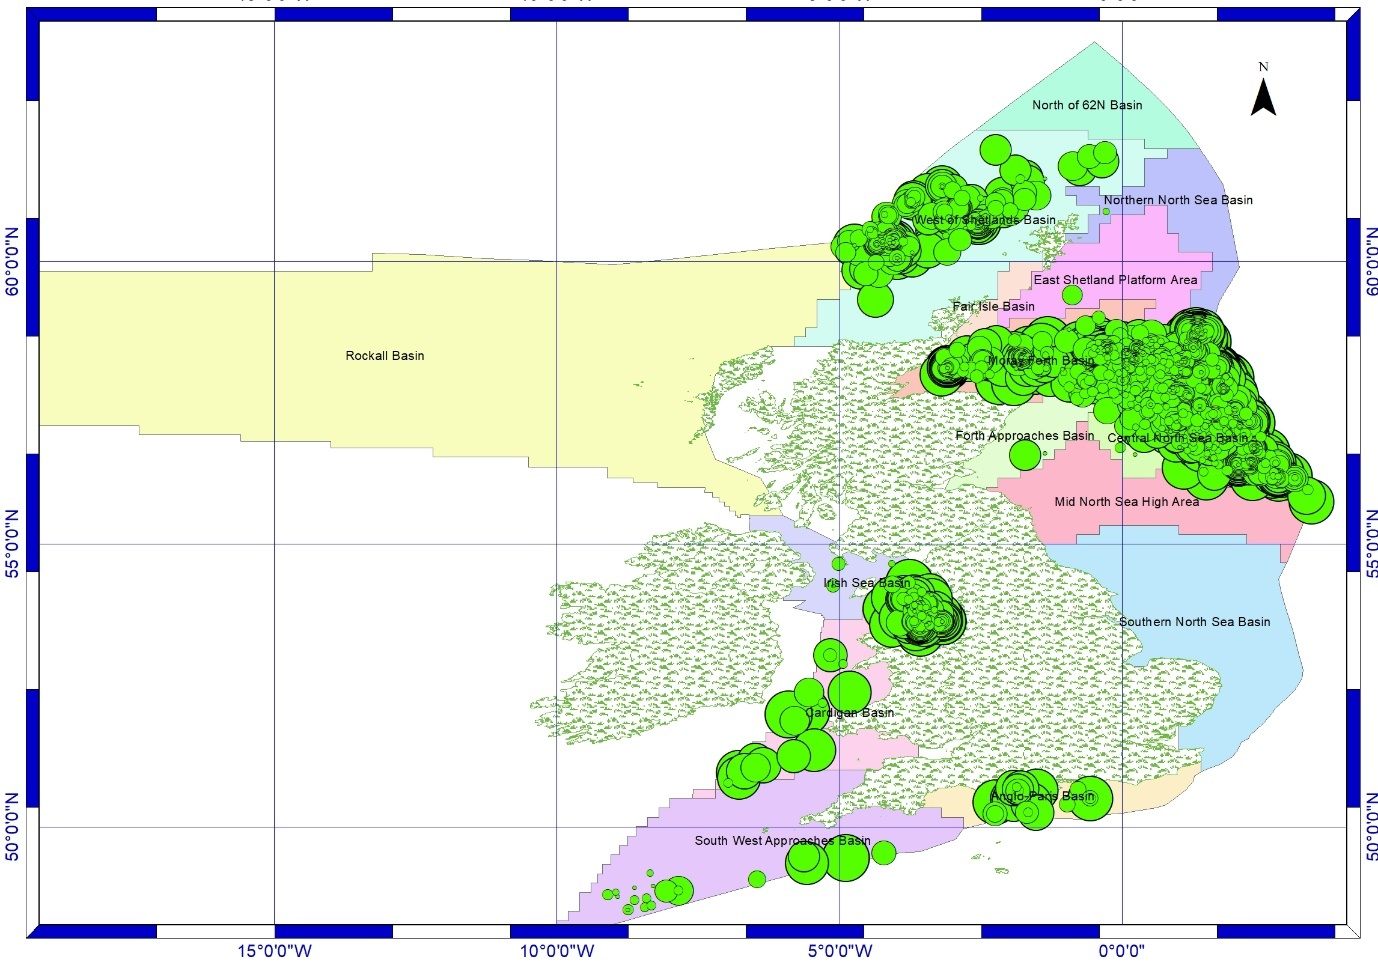 N
North of 62N Basin
Northern North Sea Basin
West of Shetlands Basin
60°0'0"N
60°0'0"N
East Shetland Platform Area
Fair Isle Basin
Rockall Basin
Moray Forth Basin
Forth Approaches Basin
Central North Sea Basin
Mid North Sea High Area
55°0'0"N
55°0'0"N
Irish Sea Basin
Southern North Sea Basin
Cardigan Basin
Anglo-Paris Basin
50°0'0"N
50°0'0"N
South West Approaches Basin
15°0'0"W
10°0'0"W
5°0'0"W
0°0'0"